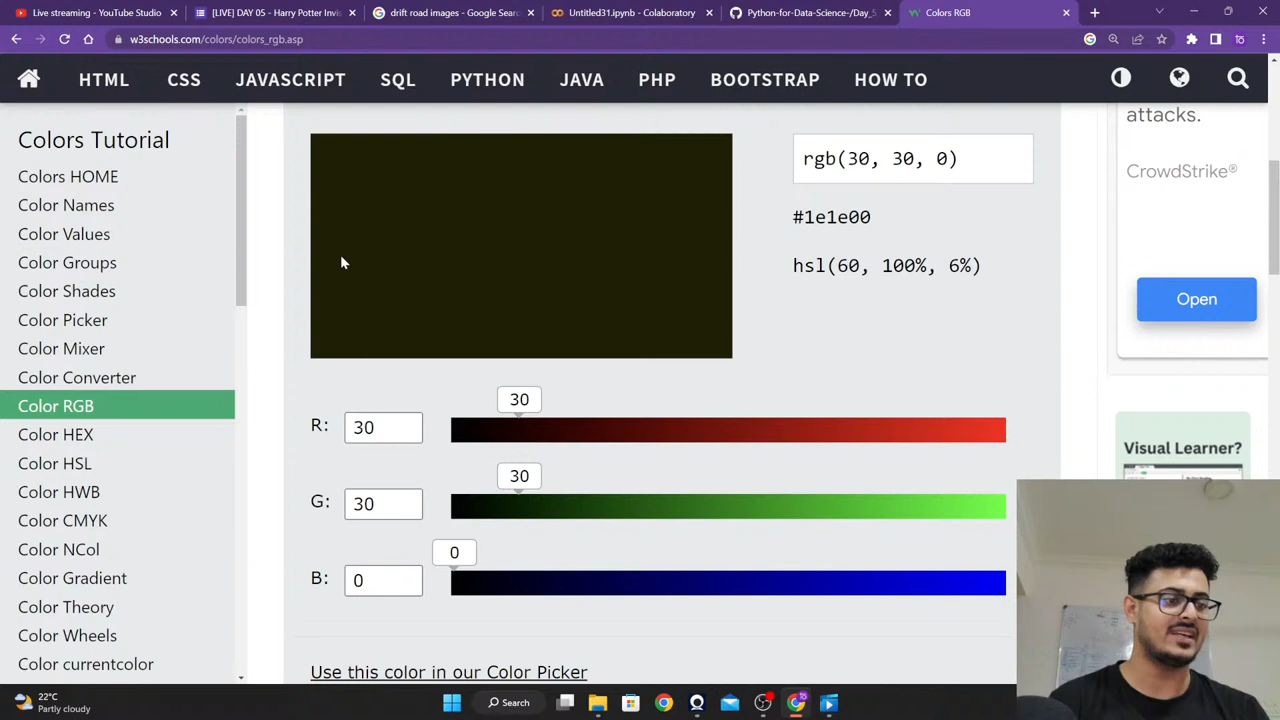 Live streaming - YouTube Studio
[LIVE] DAY 05 - Harry Potter Invi
drift road images - Google Searc
Untitled31.ipynb - Colaboratory
Python-for-Data-Science-/Day_5
Colors RGB
w3schools.com/colors/colors_rgb.asp
HTML
CSS
JAVASCRIPT
SQL
PYTHON
JAVA
PHP
BOOTSTRAP
HOW TO
Colors Tutorial
Colors HOME
Color Names
Color Values
Color Groups
Color Shades
Color Picker
Color Mixer
Color Converter
Color RGB
Color HEX
Color HSL
Color HWB
Color CMYK
Color NCol
Color Gradient
Color Theory
Color Wheels
Color currentcolor
rgb(30, 30, 0)
#1e1e00
hsl(60, 100%, 6%)
30
R: 30
30
G: 30
0
B: 0
Use this color in our Color Picker
attacks.
CrowdStrike®
Open
Visual Learner?
22°C
Partly cloudy
Search